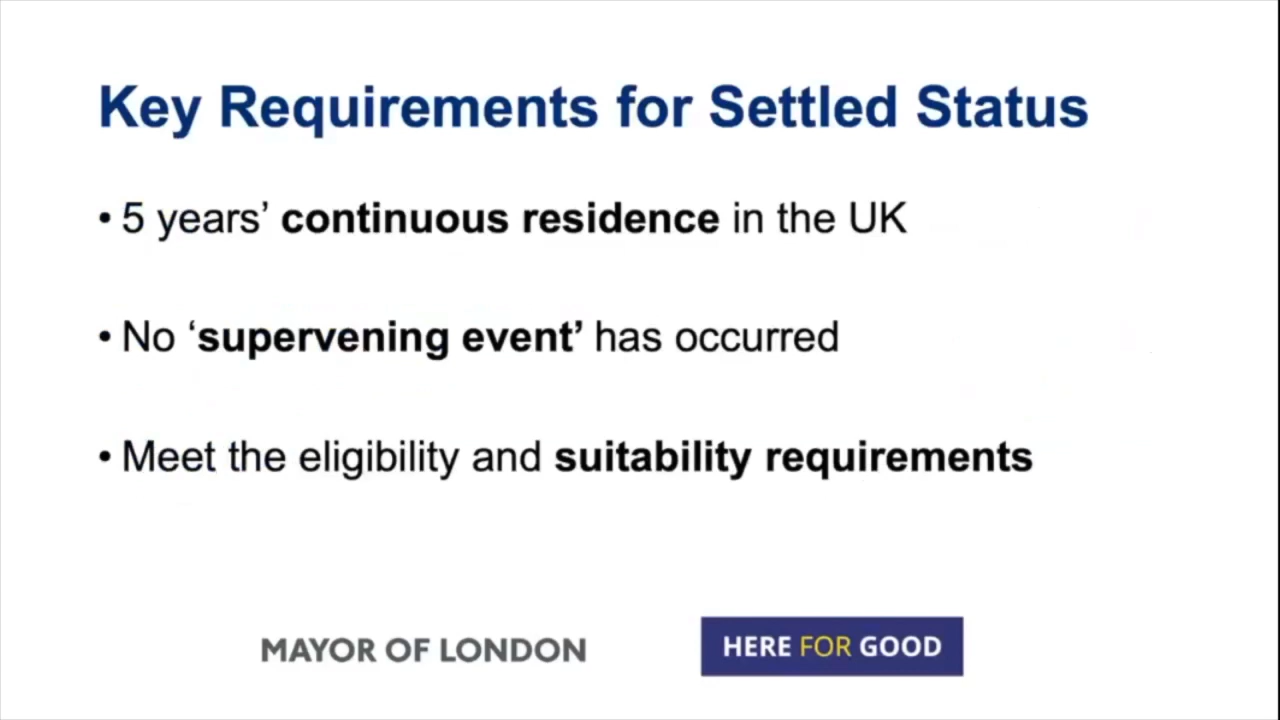 Key Requirements for Settled Status
• 5 years’ continuous residence in the UK
• No ‘supervening event’ has occurred
• Meet the eligibility and suitability requirements
MAYOR OF LONDON
HERE FOR GOOD